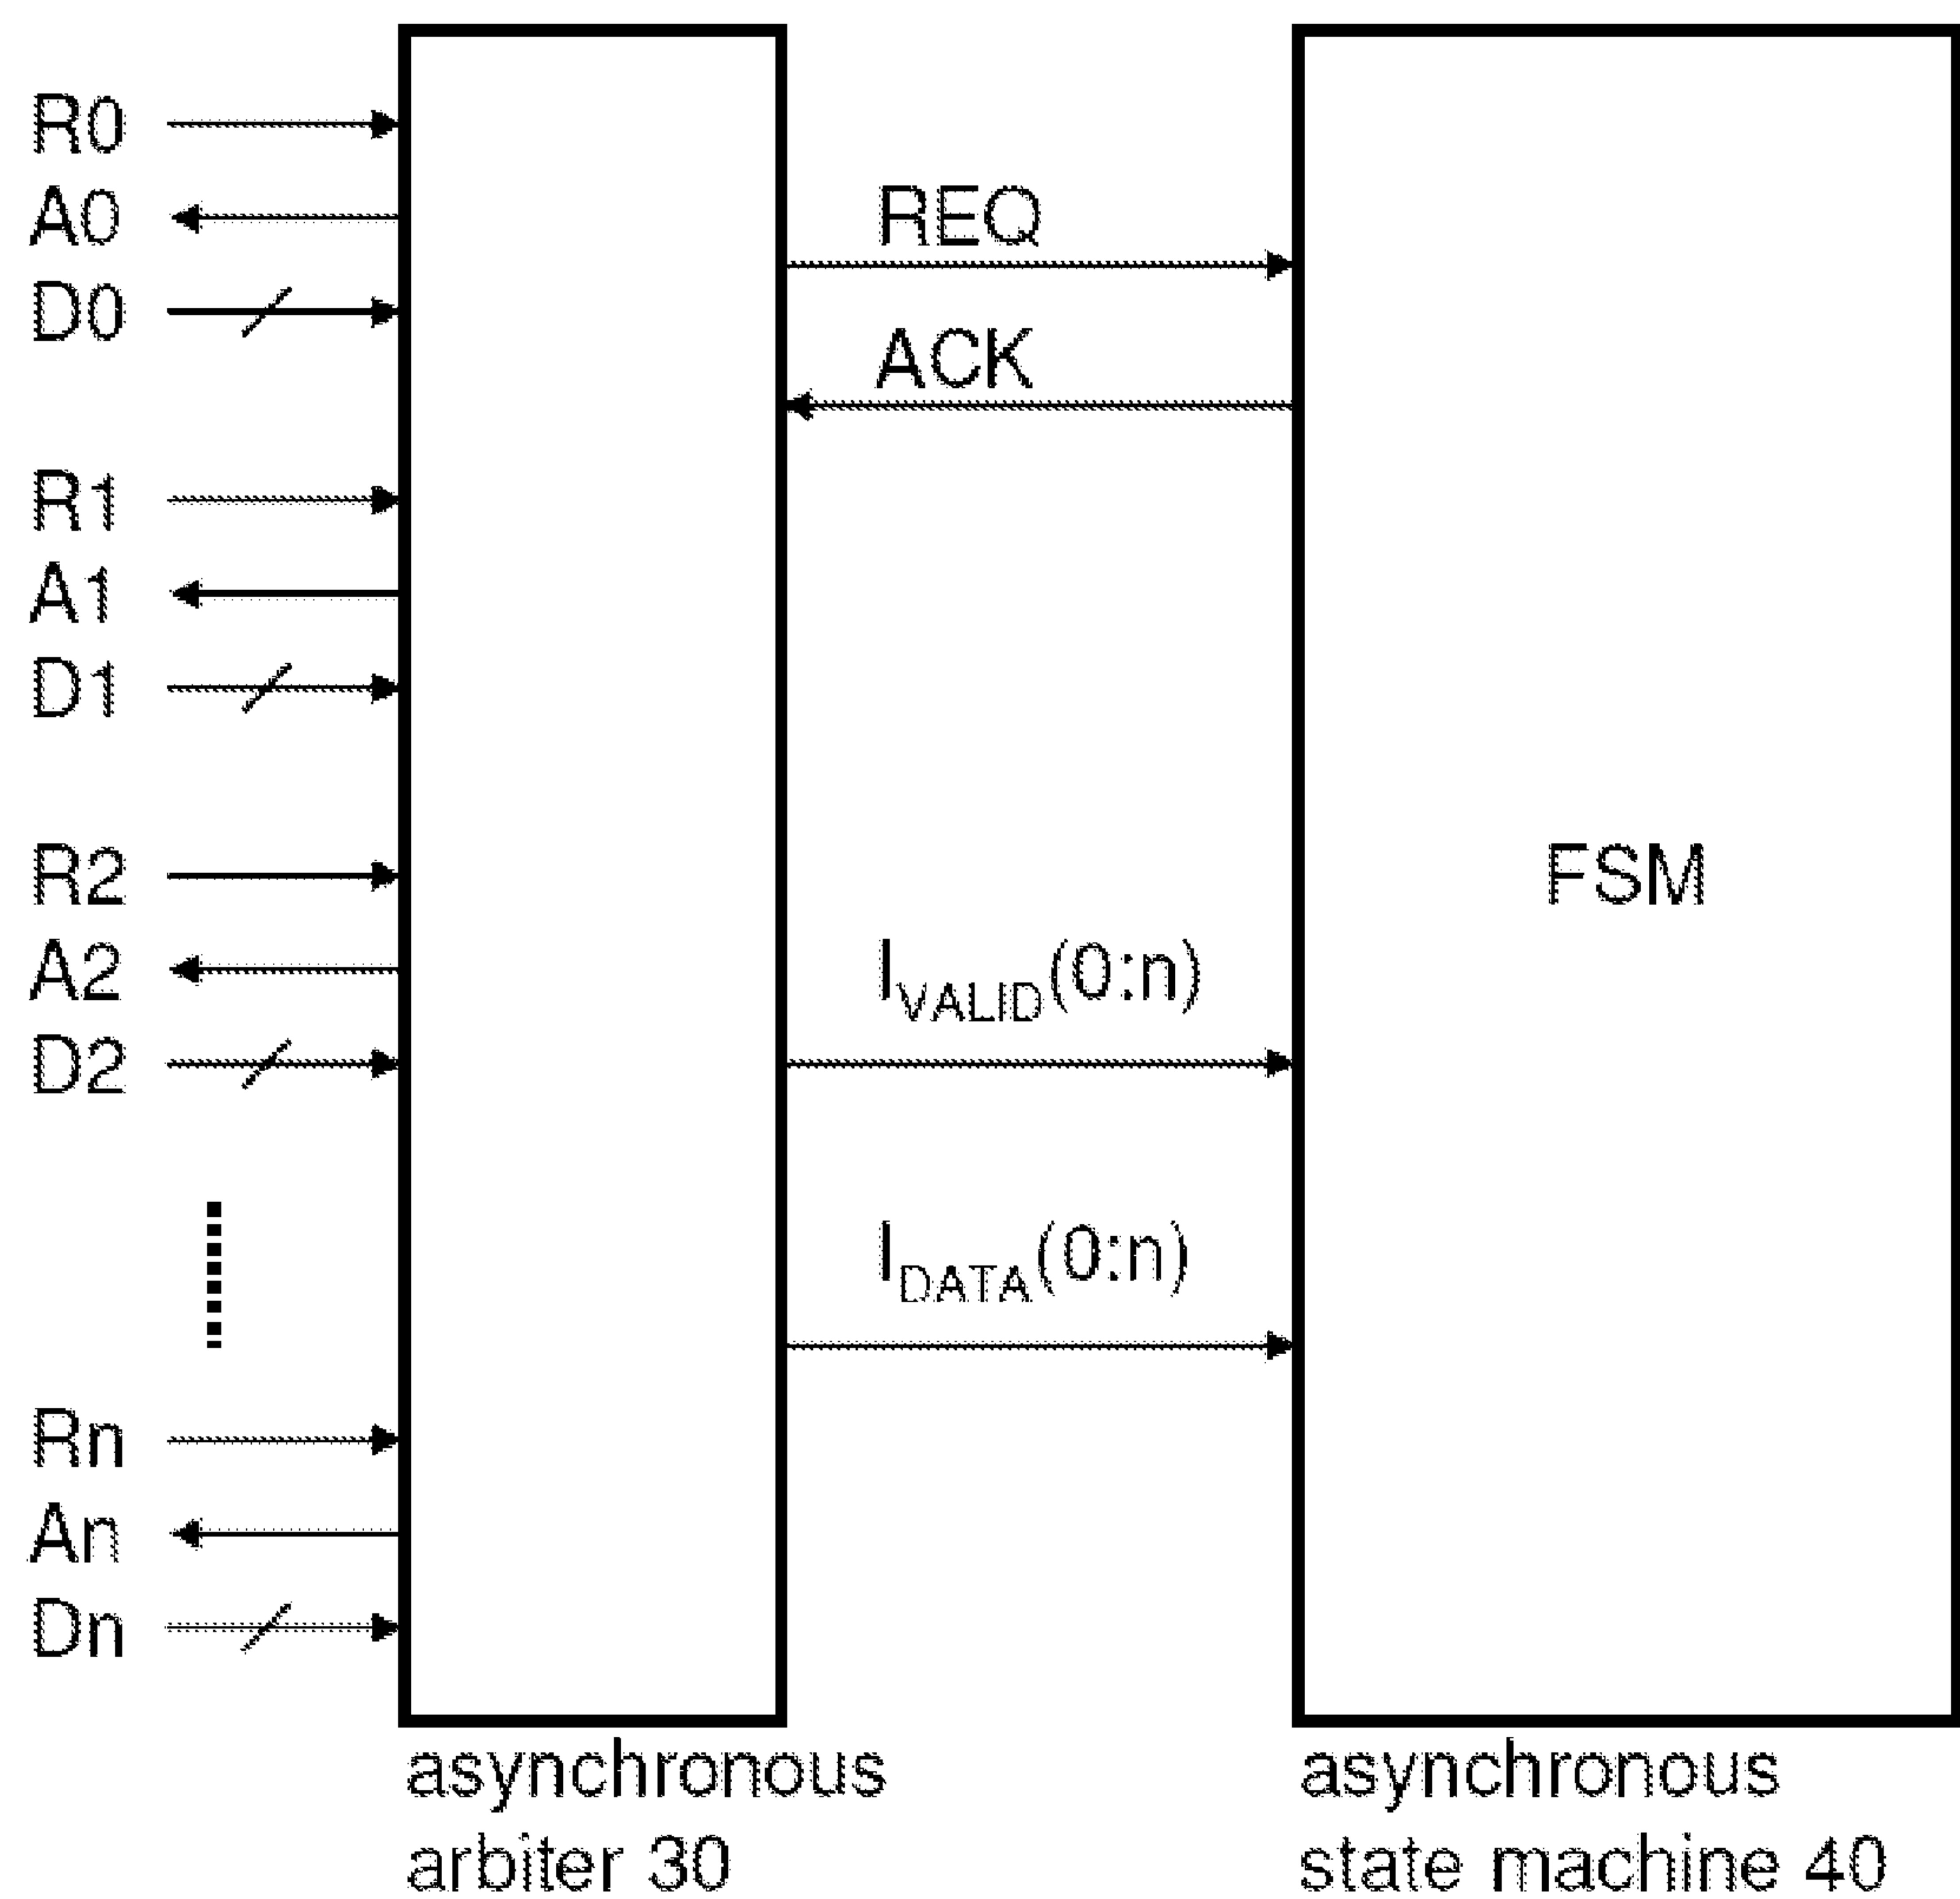 R0
A0
D0
R1
A1
D1
R2
A2
D2
Rn
An
Dn
REQ
ACK
IVALID(0:n)
IDATA(0:n)
FSM
asynchronous
arbiter 30
asynchronous
state machine 40